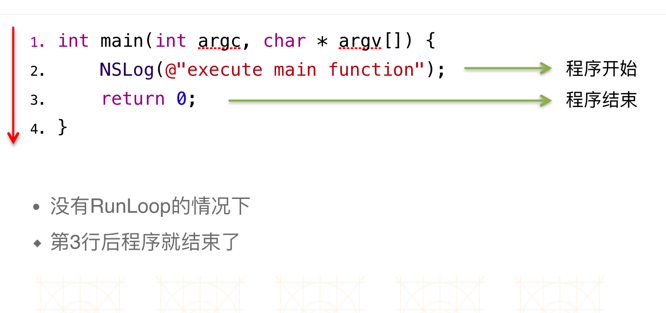 1. int main(int argc, char * argv[]) {
2. NSLog(@"execute main function"); 程序开始
3. return 0; 程序结束
4. }
• 没有RunLoop的情况下
◆ 第3行后程序就结束了